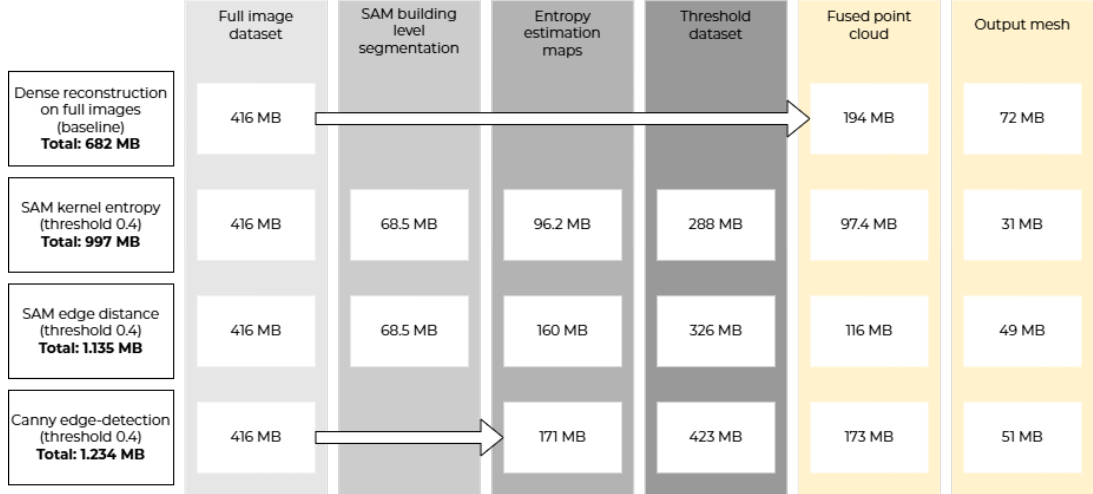 Full image
dataset
SAM building
level
segmentation
Entropy
estimation
maps
Threshold
dataset
Fused point
cloud
Output mesh
Dense reconstruction
on full images
(baseline)
Total: 682 MB
416 MB
194 MB
72 MB
SAM kernel entropy
(threshold 0.4)
Total: 997 MB
416 MB
68.5 MB
96.2 MB
288 MB
97.4 MB
31 MB
SAM edge distance
(threshold 0.4)
Total: 1.135 MB
416 MB
68.5 MB
160 MB
326 MB
116 MB
49 MB
Canny edge-detection
(threshold 0.4)
Total: 1.234 MB
416 MB
171 MB
423 MB
173 MB
51 MB